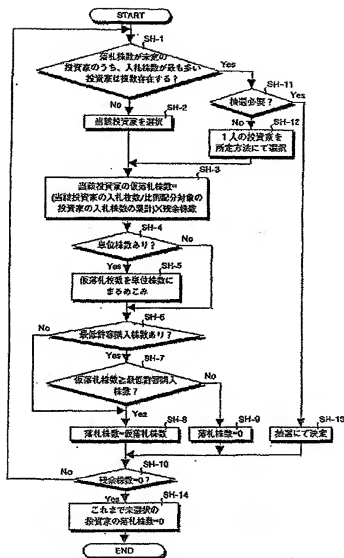 START
SH-1
落札株数が未定の
投資家のうち、入札株数が最も多い
投資家は複数存在する?
Yes
No
SH-11
抽選必要?
Yes
No
SH-2
当該投資家を選択
SH-12
1人の投資家を
所定方法にて選択
SH-3
当該投資家の仮落札株数=
(当該投資家の入札株数/比例配分対象の
投資家の入札株数の累計)×残余株数
SH-4
単位株数あり?
No
Yes
SH-5
仮落札株数を単位株数に
まるめこみ
SH-6
最低許容購入株数あり?
No
Yes
SH-7
仮落札株数≧最低許容購入
株数?
No
Yes
SH-8
落札株数=仮落札株数
SH-9
落札株数=0
SH-13
抽選にて決定
SH-10
残余株数=0?
No
Yes
SH-14
これまで未選択の
投資家の落札株数=0
END